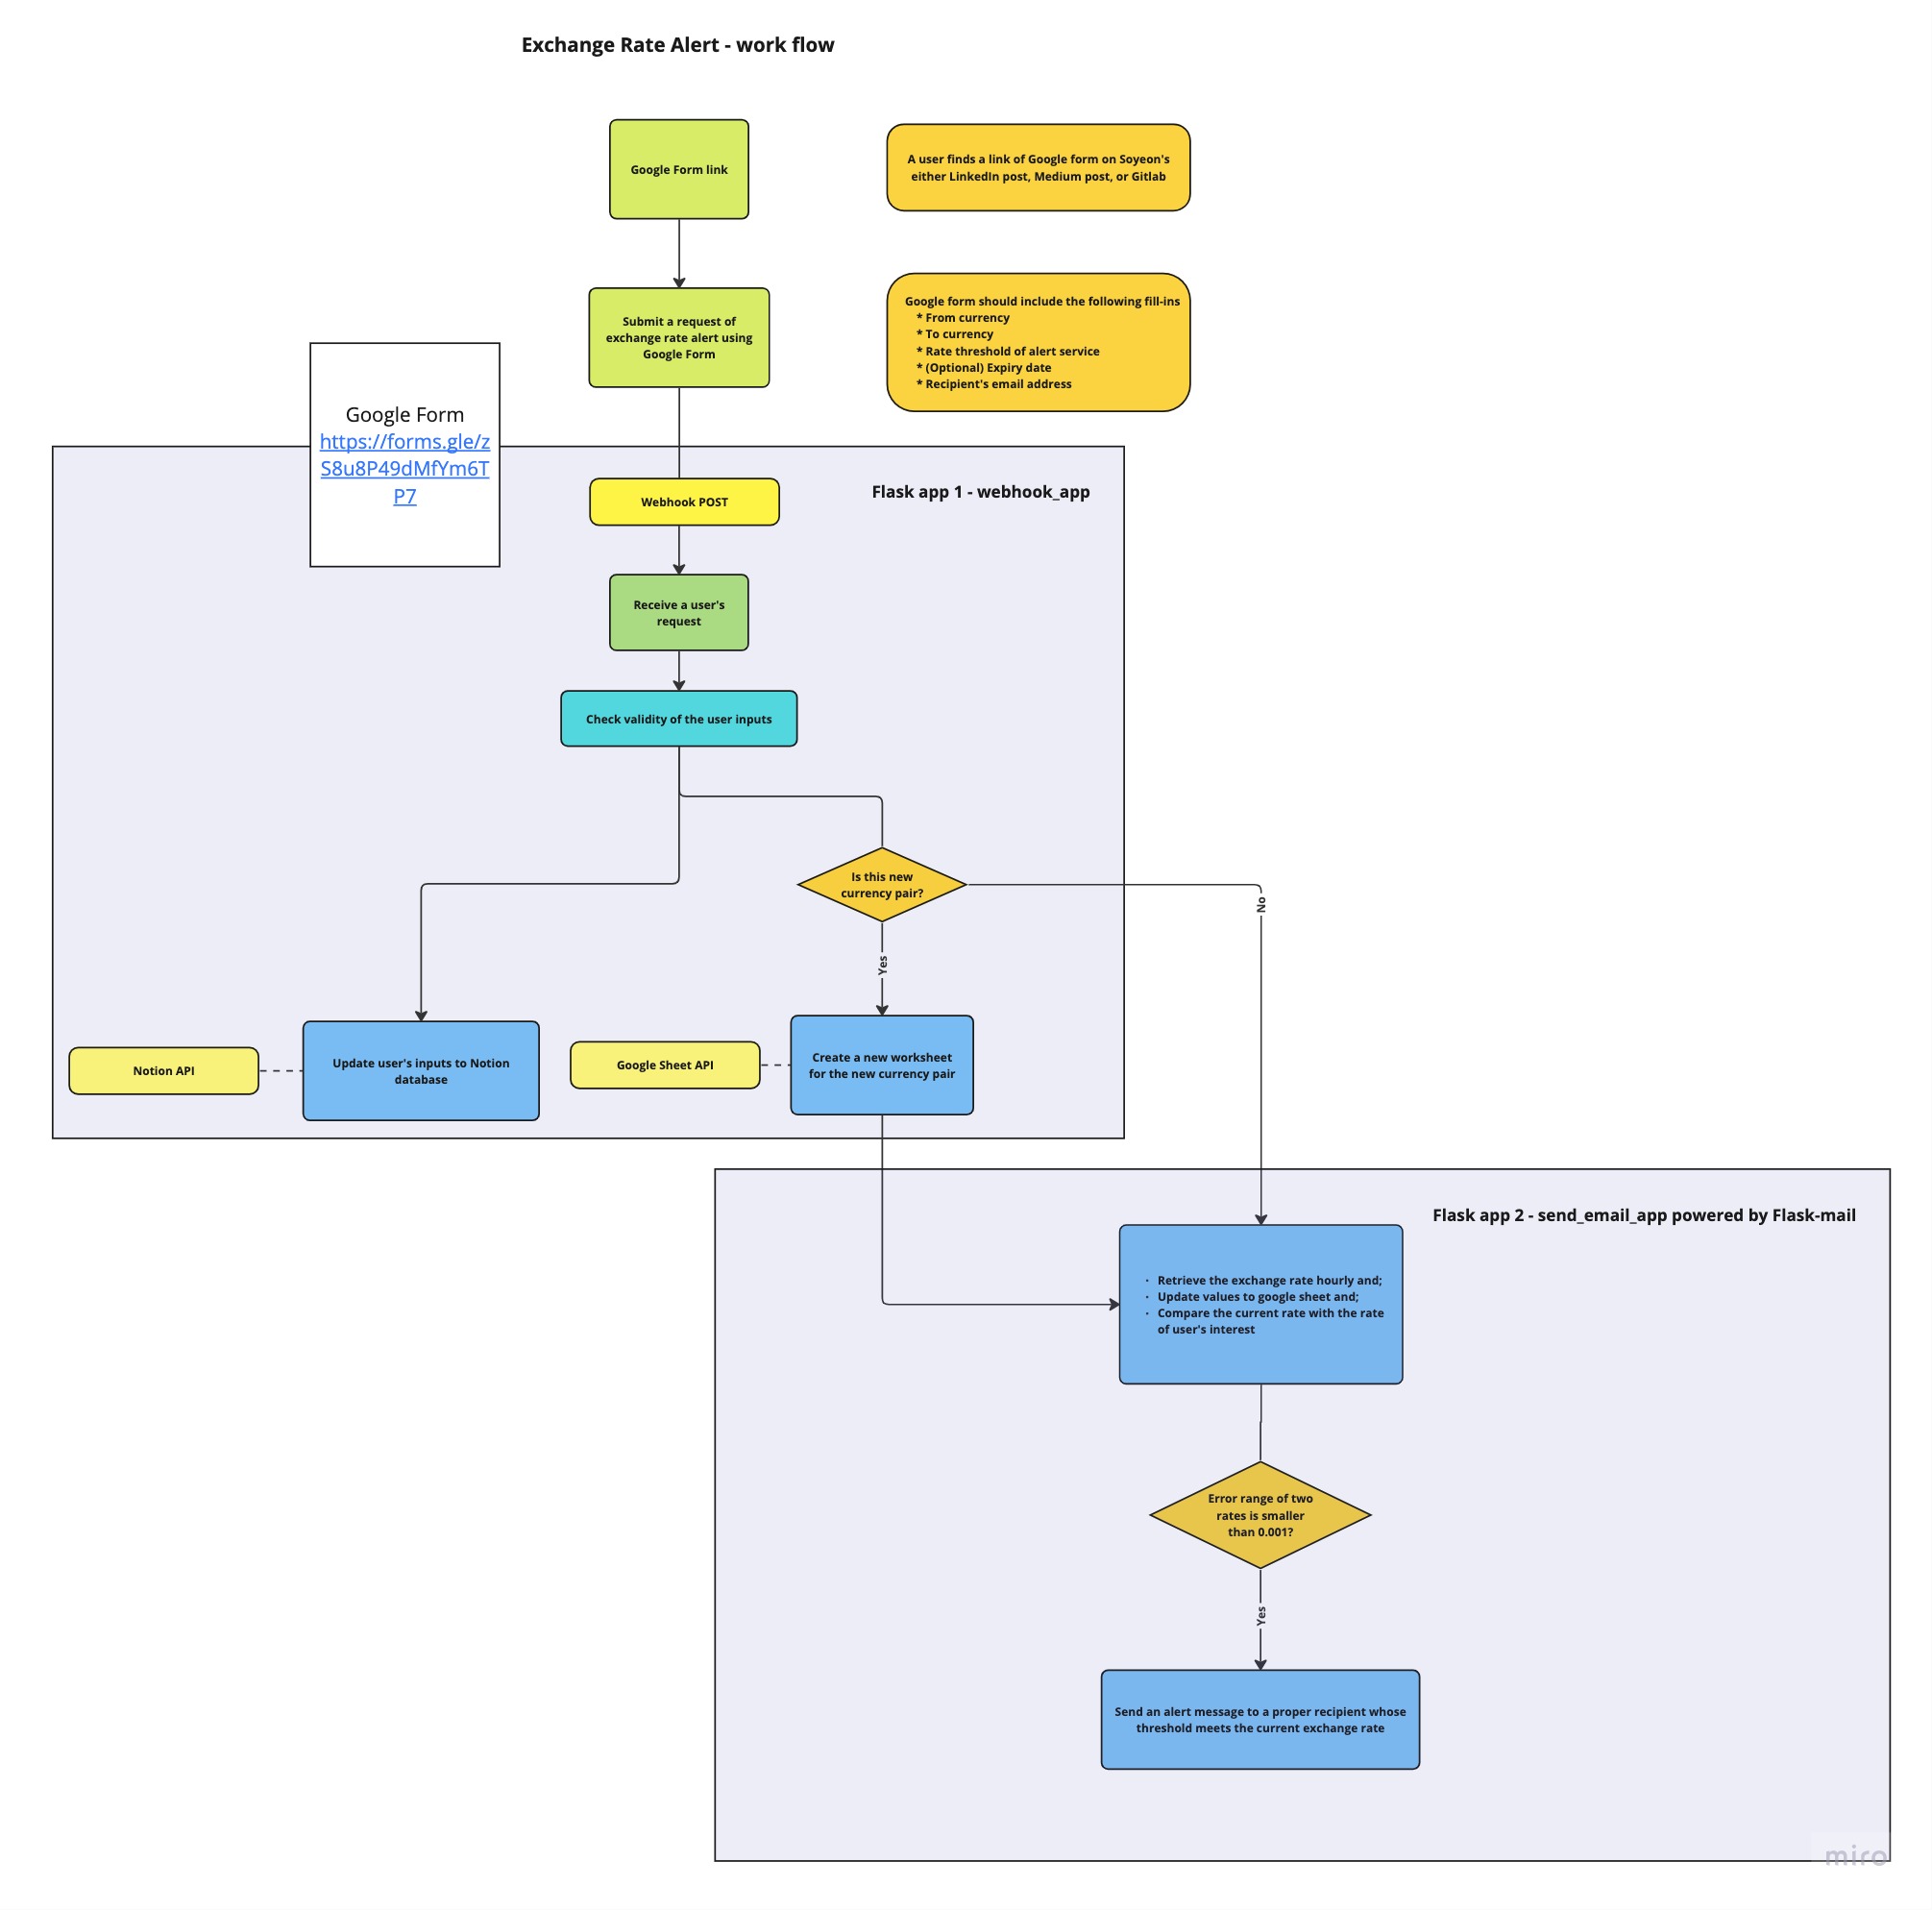 Exchange Rate Alert - work flow
Google Form link
A user finds a link of Google form on Soyeon's
either LinkedIn post, Medium post, or Gitlab
Submit a request of
exchange rate alert using
Google Form
Google form should include the following fill-ins
* From currency
* To currency
* Rate threshold of alert service
* (Optional) Expiry date
* Recipient's email address
Google Form
https://forms.gle/z
S8u8P49dMfYm6T
P7
Webhook POST
Flask app 1 - webhook_app
Receive a user's
request
Check validity of the user inputs
Is this new
currency pair?
No
Yes
Notion API
Update user's inputs to Notion
database
Google Sheet API
Create a new worksheet
for the new currency pair
Flask app 2 - send_email_app powered by Flask-mail
· Retrieve the exchange rate hourly and;
· Update values to google sheet and;
· Compare the current rate with the rate
of user's interest
Error range of two
rates is smaller
than 0.001?
Yes
Send an alert message to a proper recipient whose
threshold meets the current exchange rate
miro